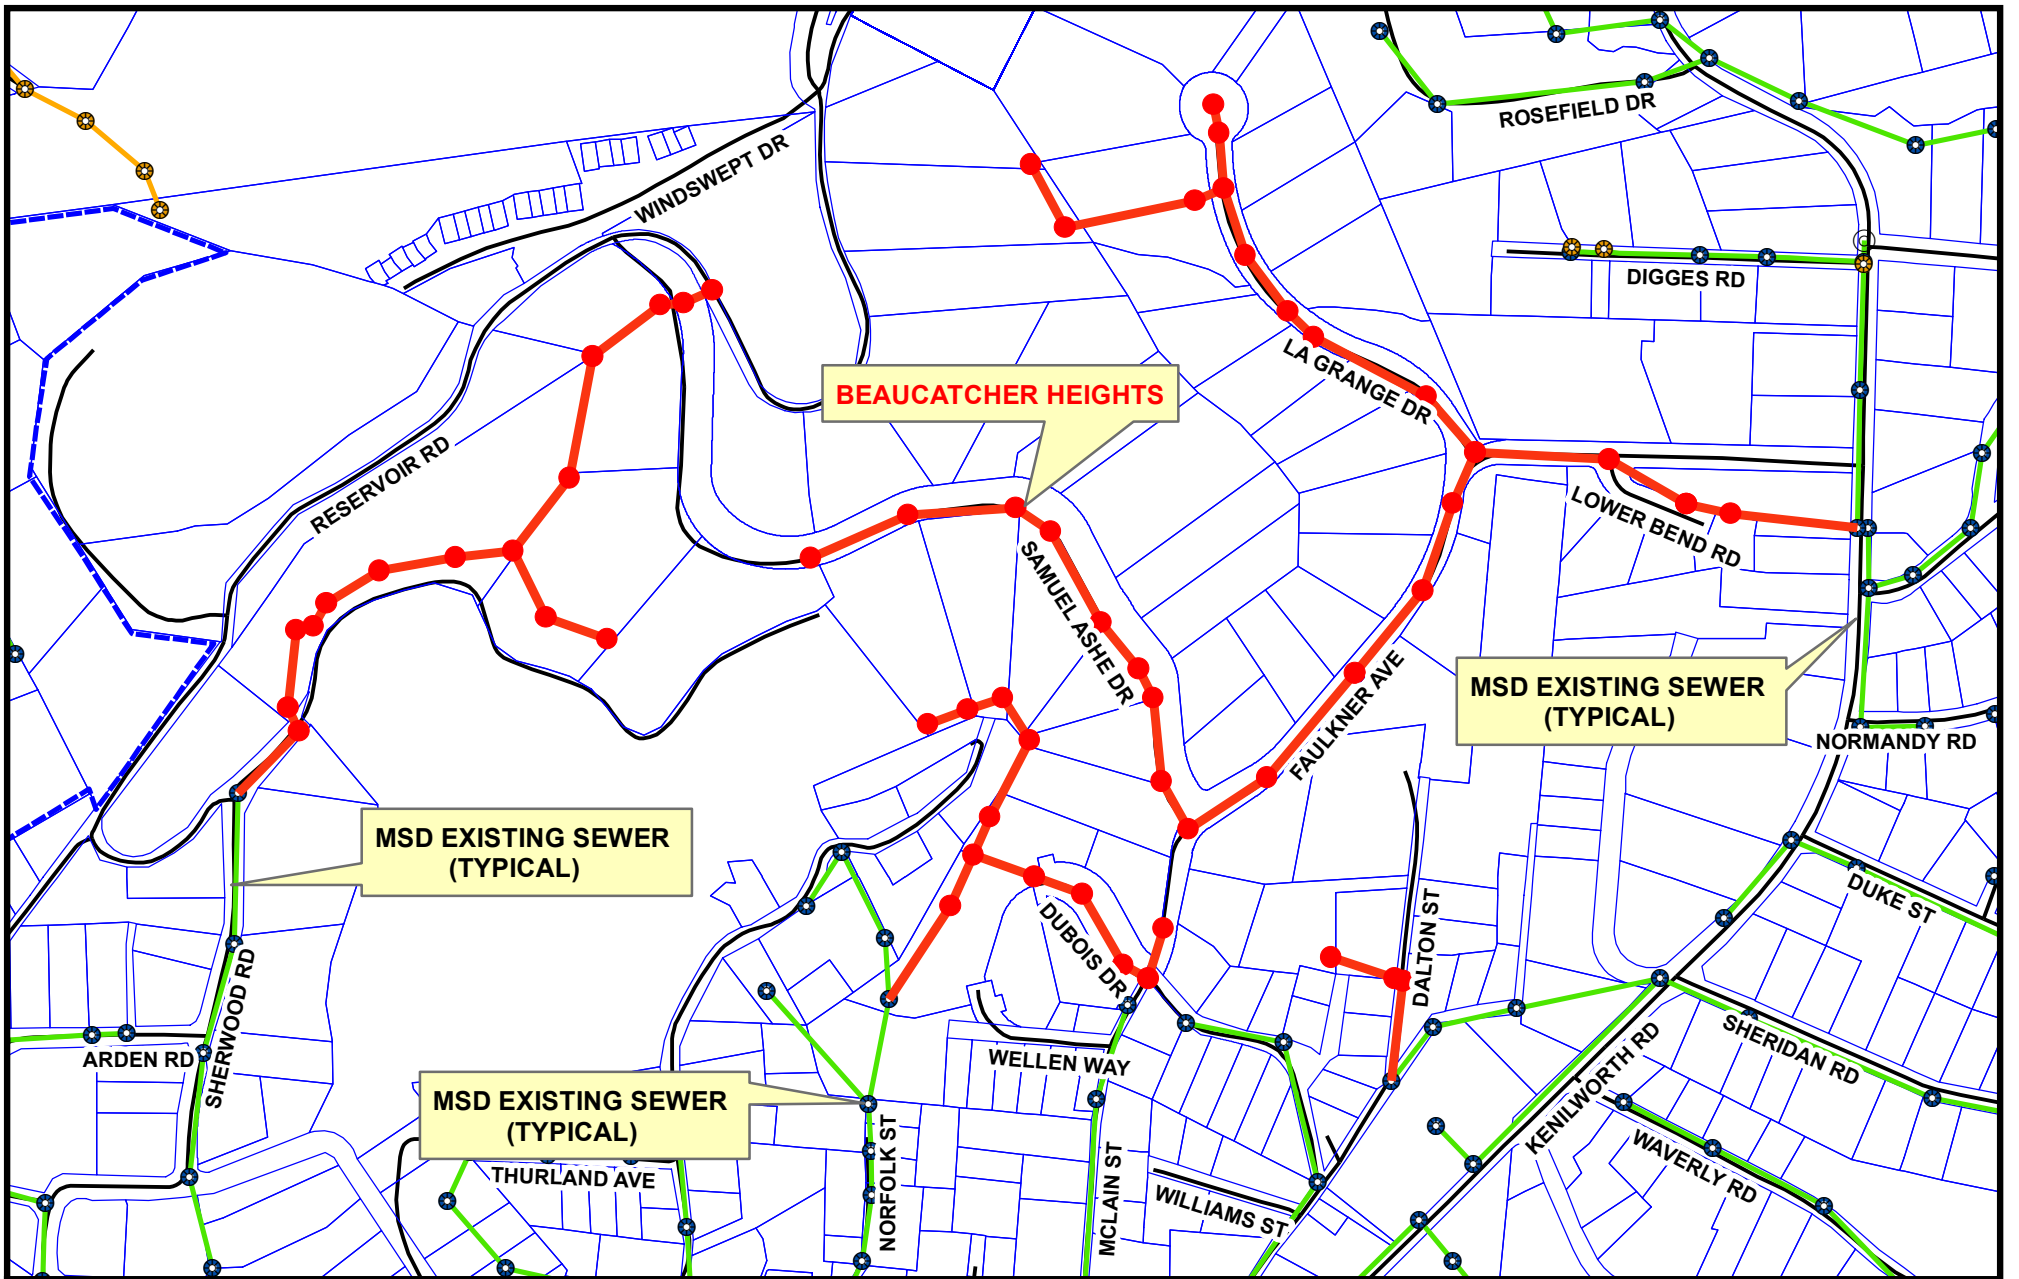 ROSEFIELD DR
WINDSWEPT DR
DIGGES RD
LA GRANGE DR
BEAUCATCHER HEIGHTS
RESERVOIR RD
LOWER BEND RD
SAMUEL ASHE DR
FAULKNER AVE
MSD EXISTING SEWER
(TYPICAL)
NORMANDY RD
MSD EXISTING SEWER
(TYPICAL)
DUKE ST
DUBOIS DR
DALTON ST
SHERWOOD RD
ARDEN RD
WELLEN WAY
SHERIDAN RD
KENILWORTH RD
MSD EXISTING SEWER
(TYPICAL)
WAVERLY RD
THURLAND AVE
NORFOLK ST
MCLAIN ST
WILLIAMS ST